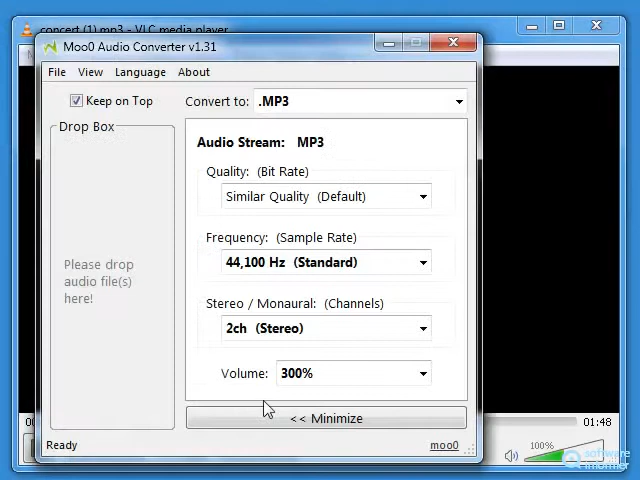 concert (1).mp3 - VLC media player
Moo0 Audio Converter v1.31
File View Language About
Keep on Top
Convert to: .MP3
Drop Box
Please drop
audio file(s)
here!
Audio Stream: MP3
Quality: (Bit Rate)
Similar Quality (Default)
Frequency: (Sample Rate)
44,100 Hz (Standard)
Stereo / Monaural: (Channels)
2ch (Stereo)
Volume: 300%
<< Minimize
Ready
moo0
01:48
100%
software
informer